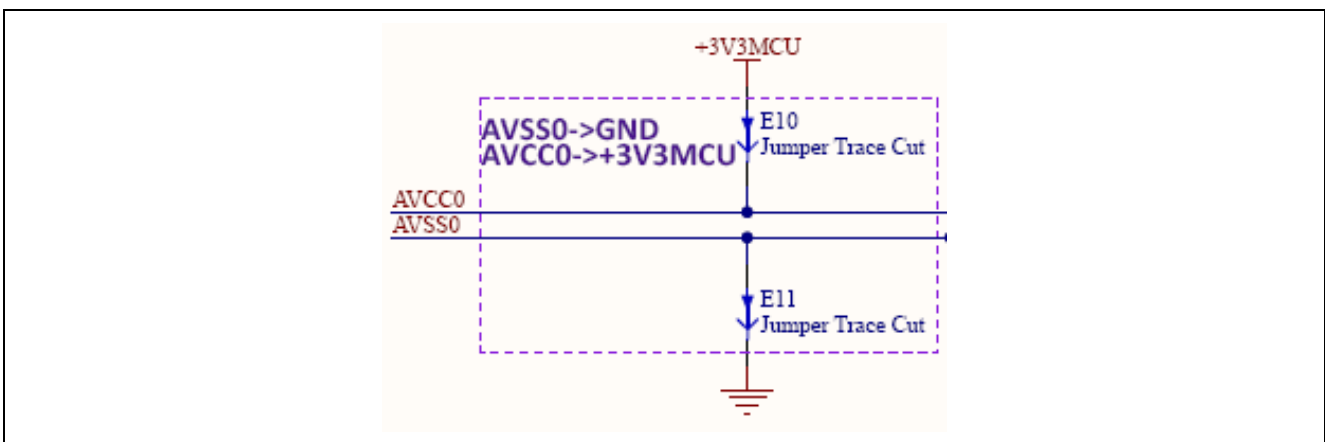 +3V3MCU
AVSS0->GND
AVCC0->+3V3MCU
E10
Jumper Trace Cut
AVCC0
AVSS0
E11
Jumper Trace Cut